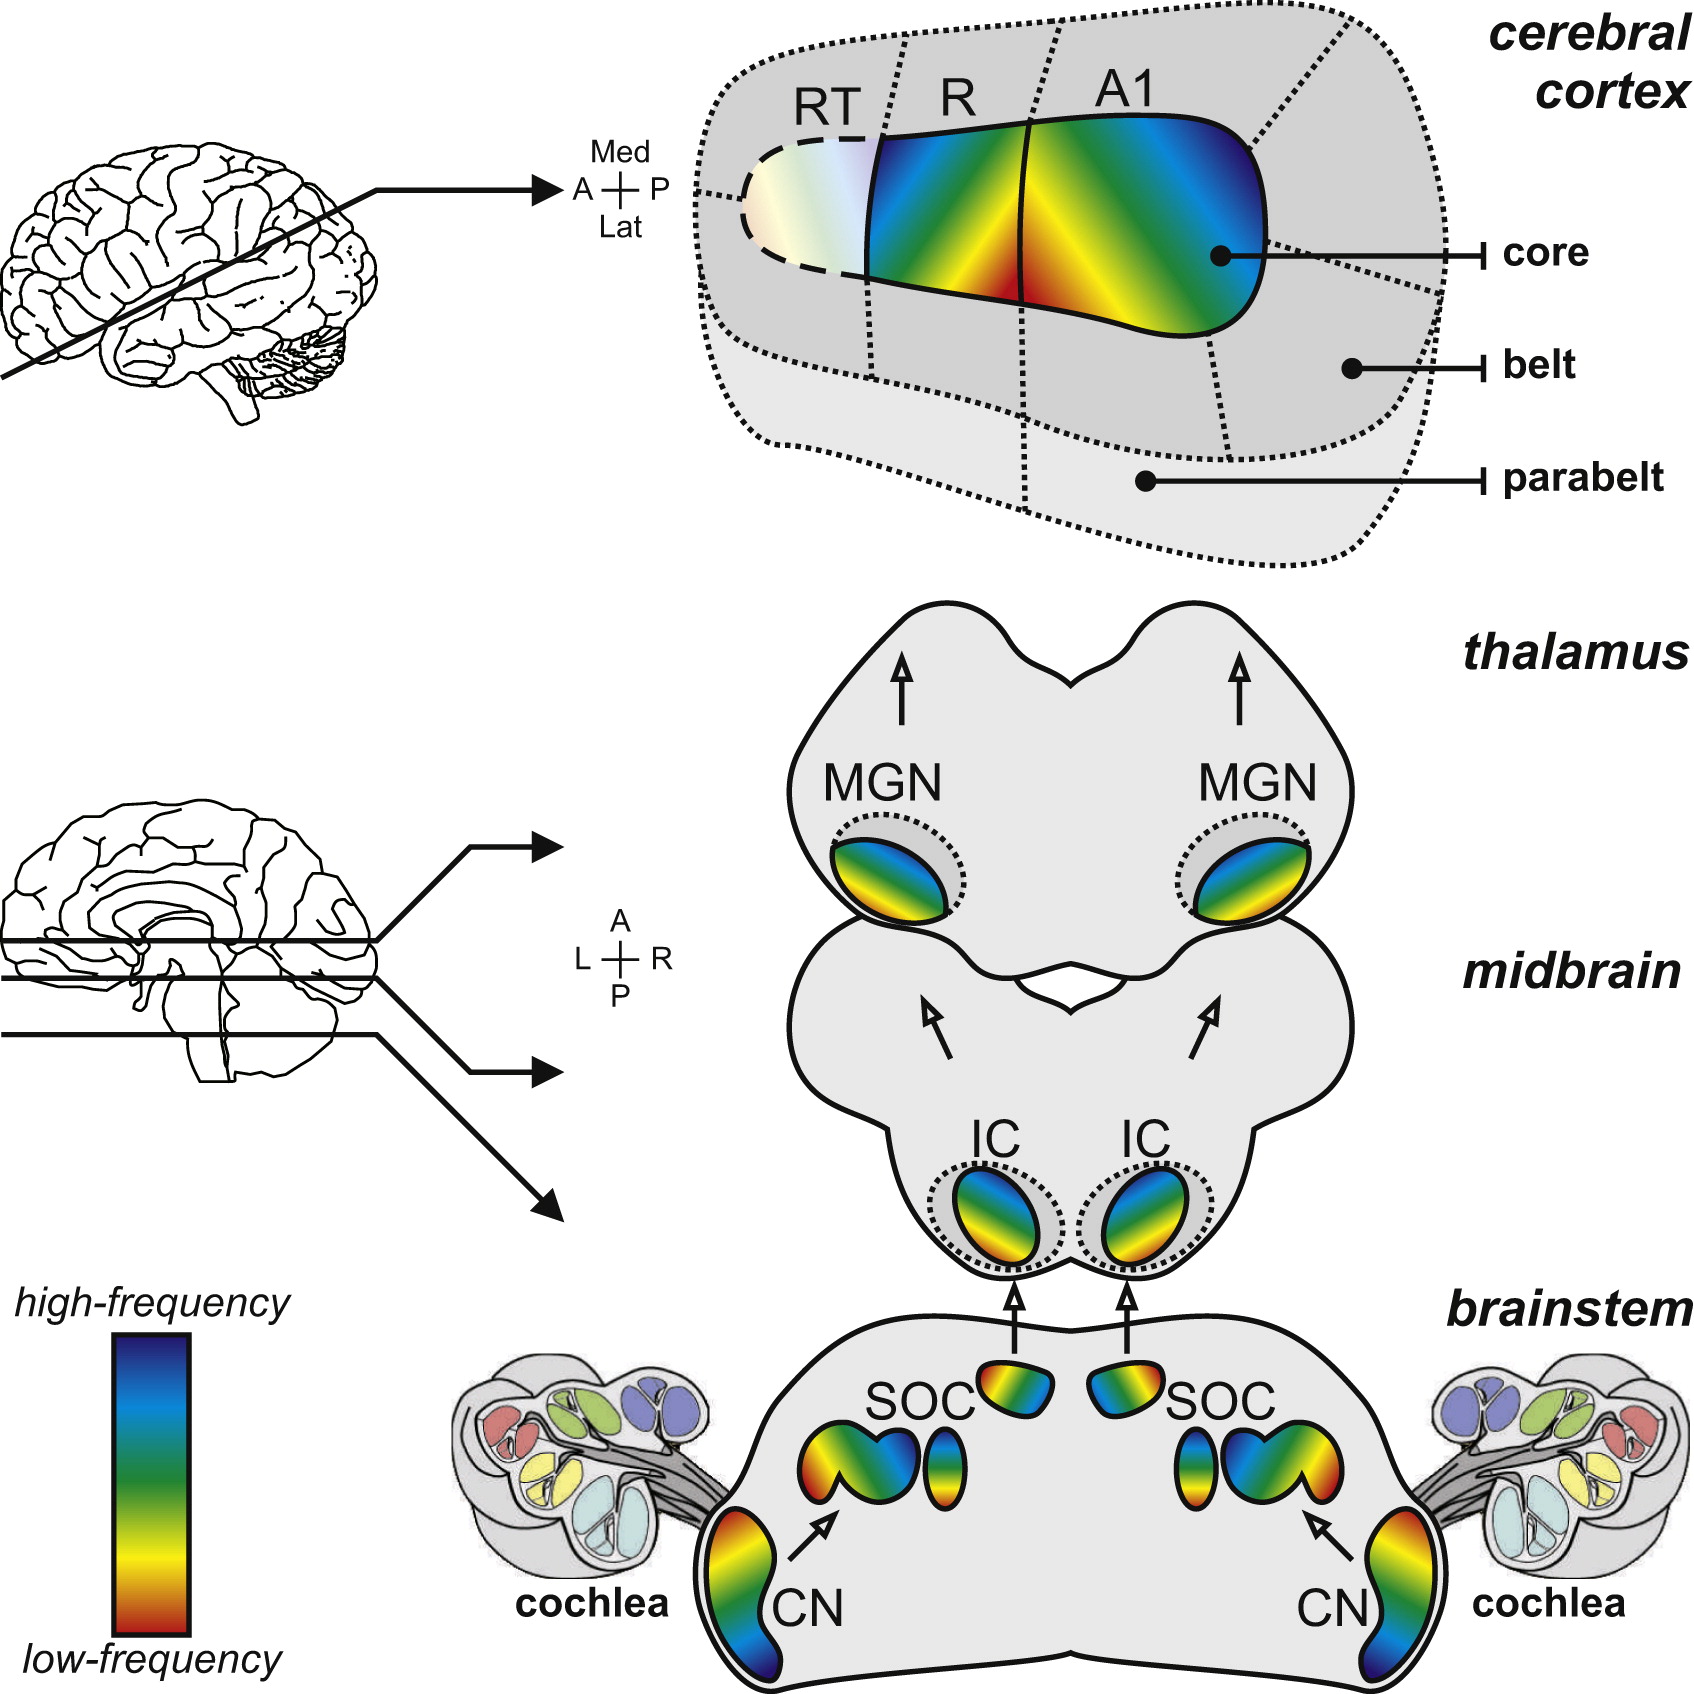 cerebral
cortex
RT R A1
Med
A P
Lat
core
belt
parabelt
thalamus
MGN MGN
midbrain
A
L R
P
IC IC
high-frequency
brainstem
SOC SOC
cochlea CN CN cochlea
low-frequency